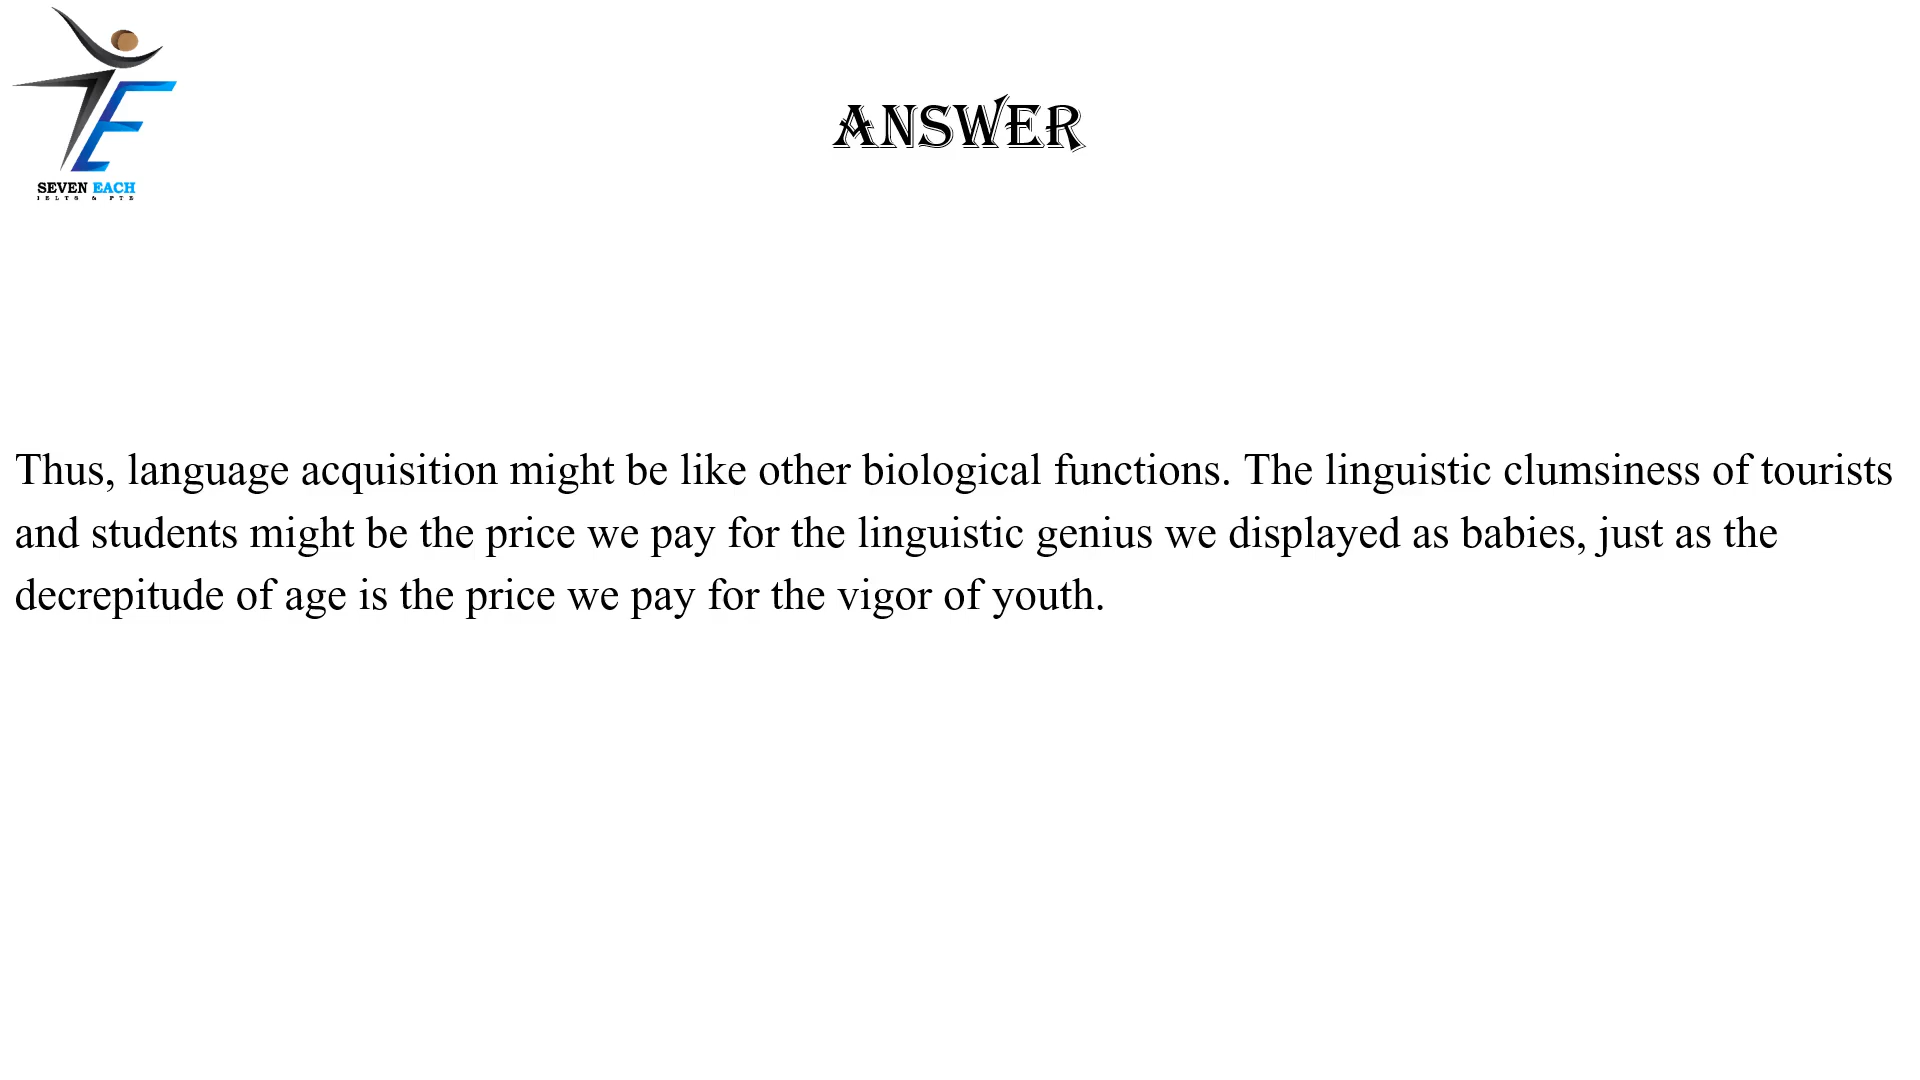 SEVEN EACH
IELTS & PTE
ANSWER
Thus, language acquisition might be like other biological functions. The linguistic clumsiness of tourists
and students might be the price we pay for the linguistic genius we displayed as babies, just as the
decrepitude of age is the price we pay for the vigor of youth.